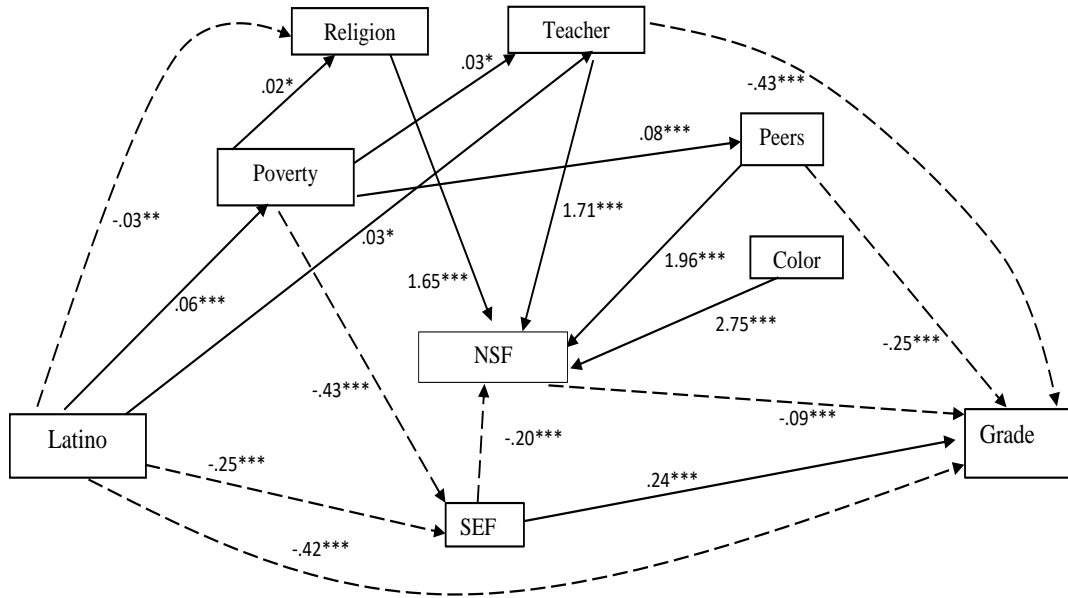 Religion
Teacher
.03*
-.43***
.02*
Peers
.08***
Poverty
-.03**
1.71***
.03*
Color
1.96***
1.65***
.06***
2.75***
NSF
-.25***
-.43***
-.09***
Latino
-.20***
Grade
-.25***
.24***
SEF
-.42***